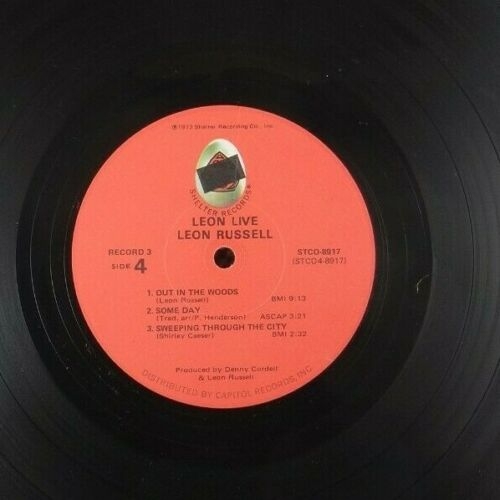 ℗1973 Shelter Recording Co., Inc.
SHELTER RECORDS®
LEON LIVE
LEON RUSSELL
RECORD 3
STCO-8917
SIDE 4
(STCO4-8917)
1. OUT IN THE WOODS
(Leon Russell) BMI 9:13
2. SOME DAY
(Trad. arr/P. Henderson) ASCAP 3:21
3. SWEEPING THROUGH THE CITY
(Shirley Caeser) BMI 2:32
Produced by Denny Cordell
& Leon Russell
DISTRIBUTED BY CAPITOL RECORDS, INC.